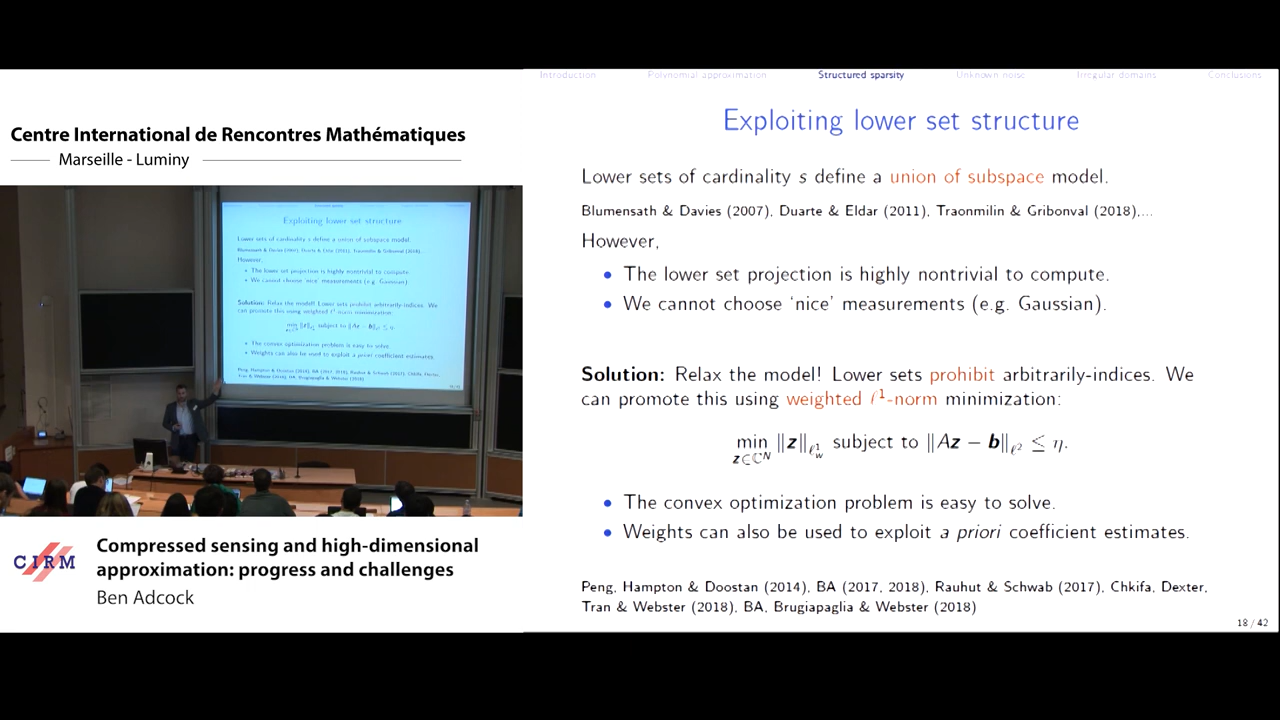 Centre International de Rencontres Mathématiques
Marseille - Luminy
CIRM
Compressed sensing and high-dimensional
approximation: progress and challenges
Ben Adcock
Introduction Polynomial approximation Structured sparsity Unknown noise Irregular domains Conclusions
Exploiting lower set structure
Lower sets of cardinality s define a union of subspace model.
Blumensath & Davies (2007), Duarte & Eldar (2011), Traonmilin & Gribonval (2018),...
However,
• The lower set projection is highly nontrivial to compute.
• We cannot choose ‘nice’ measurements (e.g. Gaussian).
Solution: Relax the model! Lower sets prohibit arbitrarily-indices. We
can promote this using weighted ℓ¹-norm minimization:
min_{z∈ℂ^N} ‖z‖_{ℓ^1_w} subject to ‖Az − b‖_{ℓ^2} ≤ η.
• The convex optimization problem is easy to solve.
• Weights can also be used to exploit a priori coefficient estimates.
Peng, Hampton & Doostan (2014), BA (2017, 2018), Rauhut & Schwab (2017), Chkifa, Dexter,
Tran & Webster (2018), BA, Brugiapaglia & Webster (2018)
18 / 42